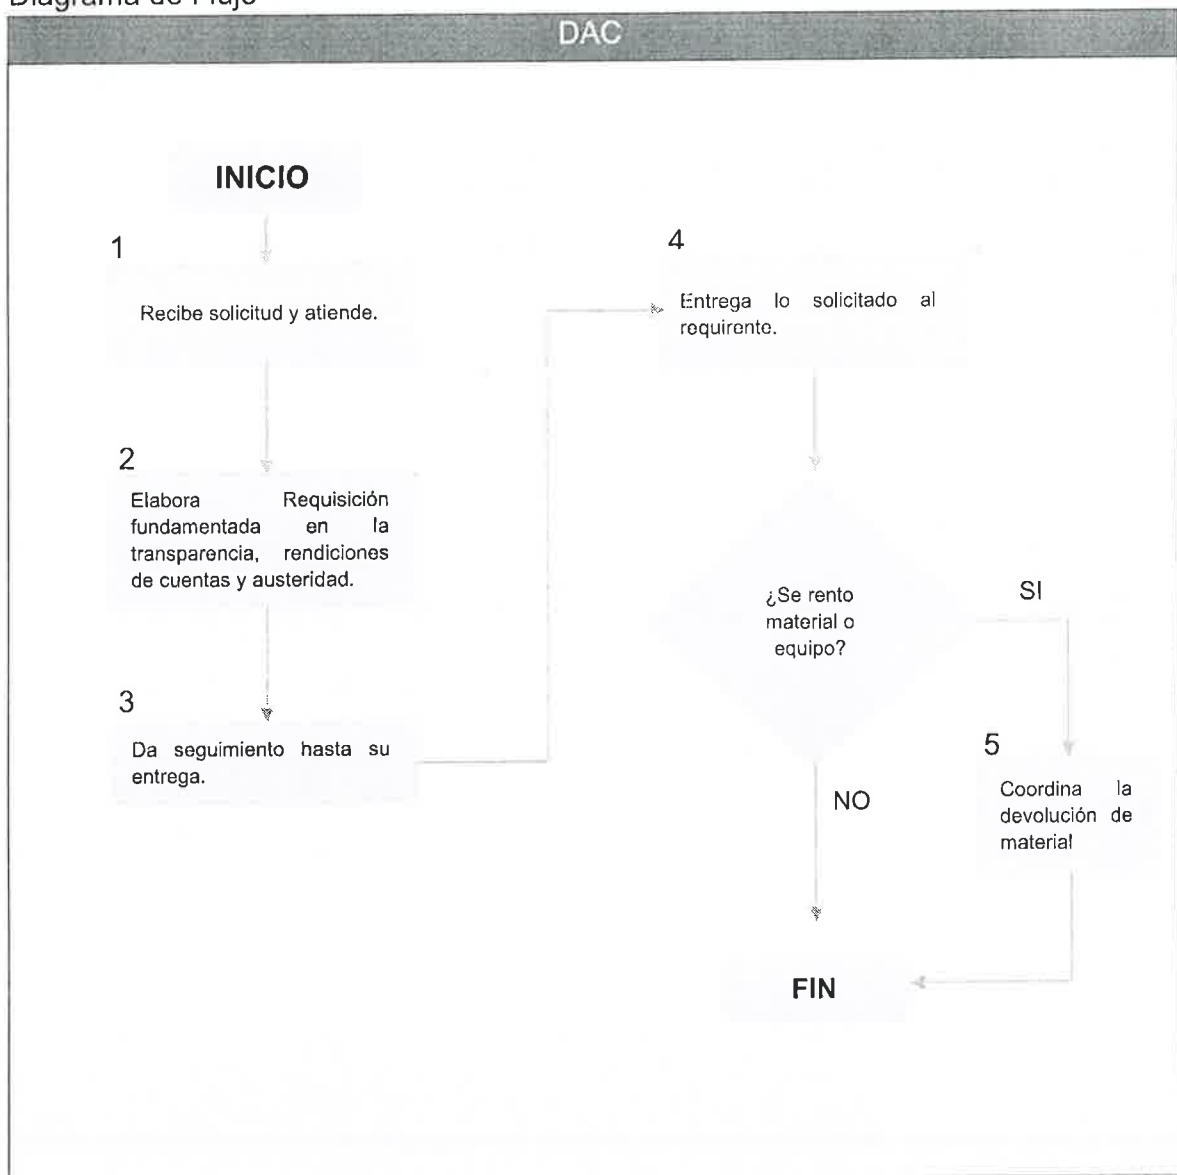 Diagrama de Flujo
DAC
INICIO
1
Recibe solicitud y atiende.
2
Elabora Requisición
fundamentada en la
transparencia, rendiciones
de cuentas y austeridad.
3
Da seguimiento hasta su
entrega.
4
Entrega lo solicitado al
requirente.
¿Se rento
material o
equipo?
SI
NO
5
Coordina la
devolución de
material
FIN